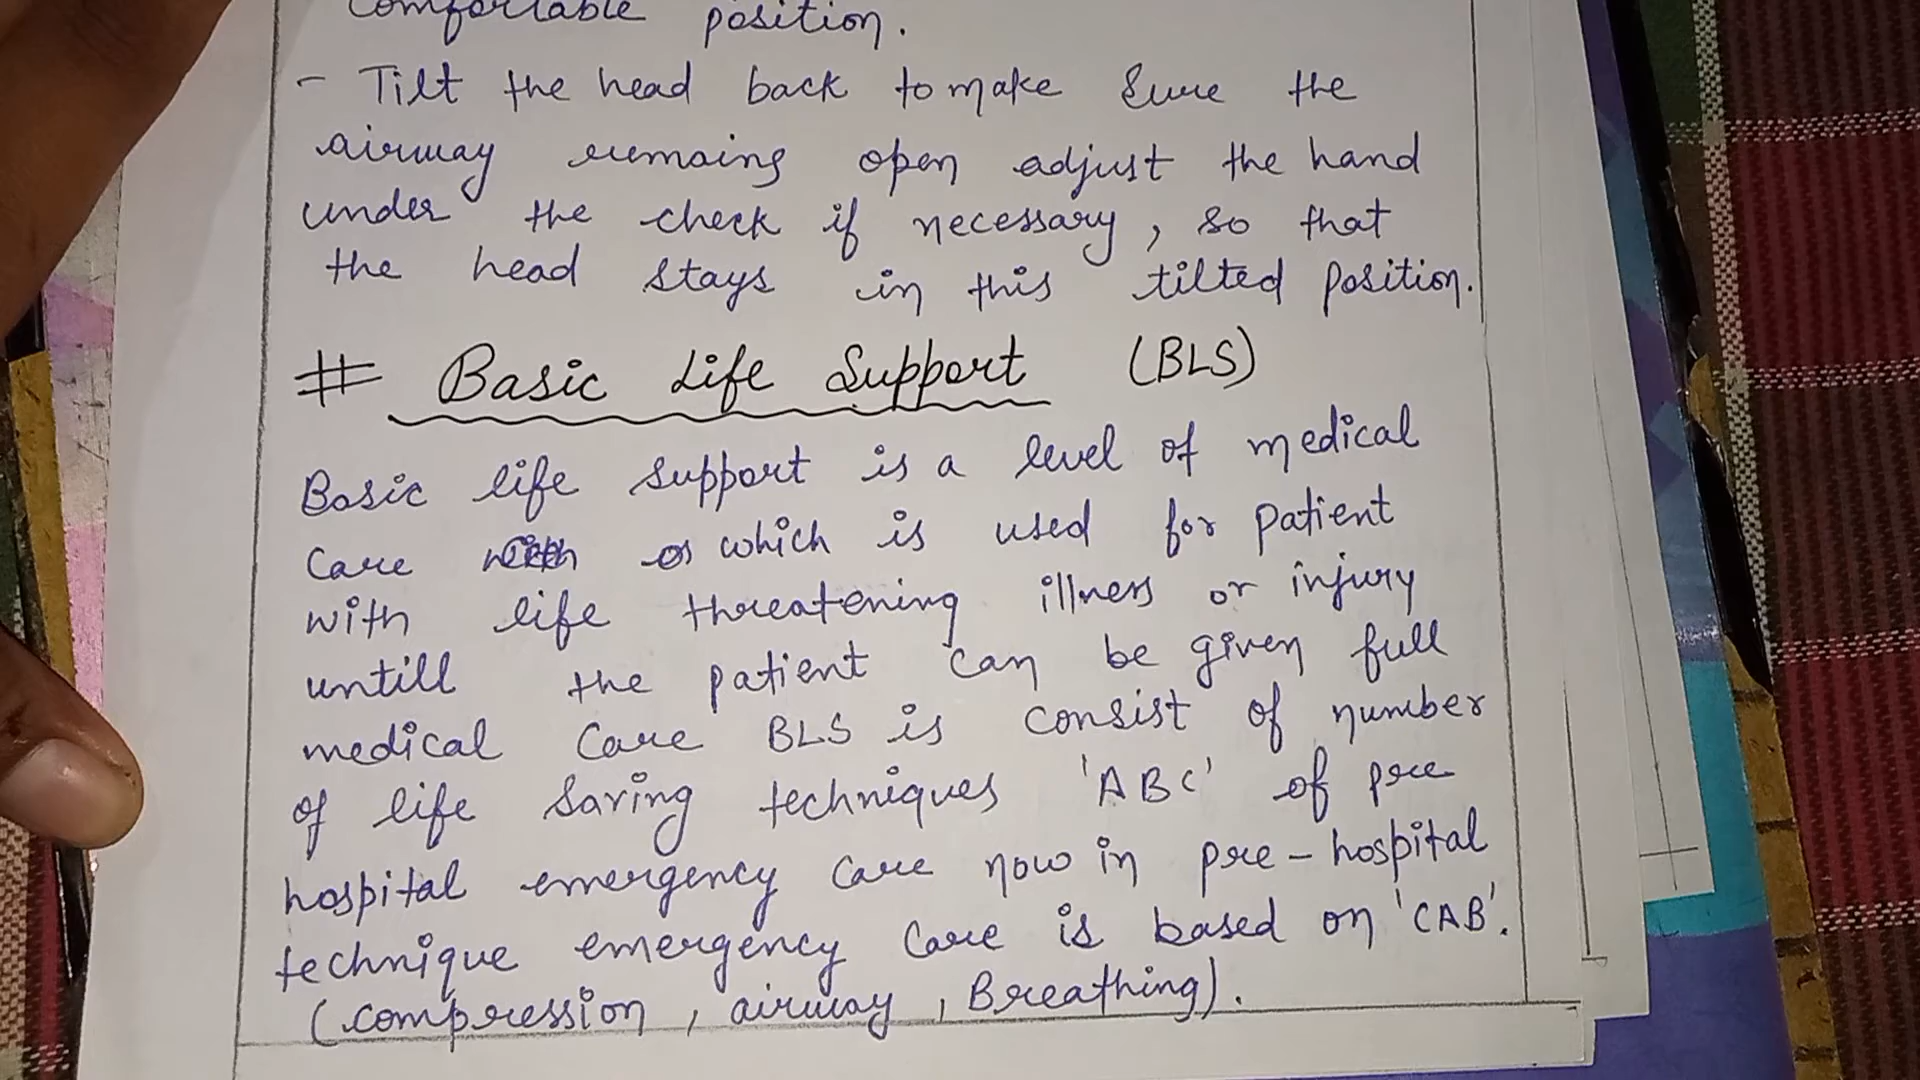 comfortable position.
- Tilt the head back to make sure the
airway remaing open adjust the hand
under the check if necessary, so that
the head stays in this tilted position.
# Basic Life Support (BLS)
Basic life support is a level of medical
care which is used for patient
with life threatening illness or injury
untill the patient can be given full
medical care BLS is consist of number
of life saving techniques 'ABC' of pre
hospital emergency care now in pre-hospital
technique emergency care is based on 'CAB'.
(compression, airway, Breathing).